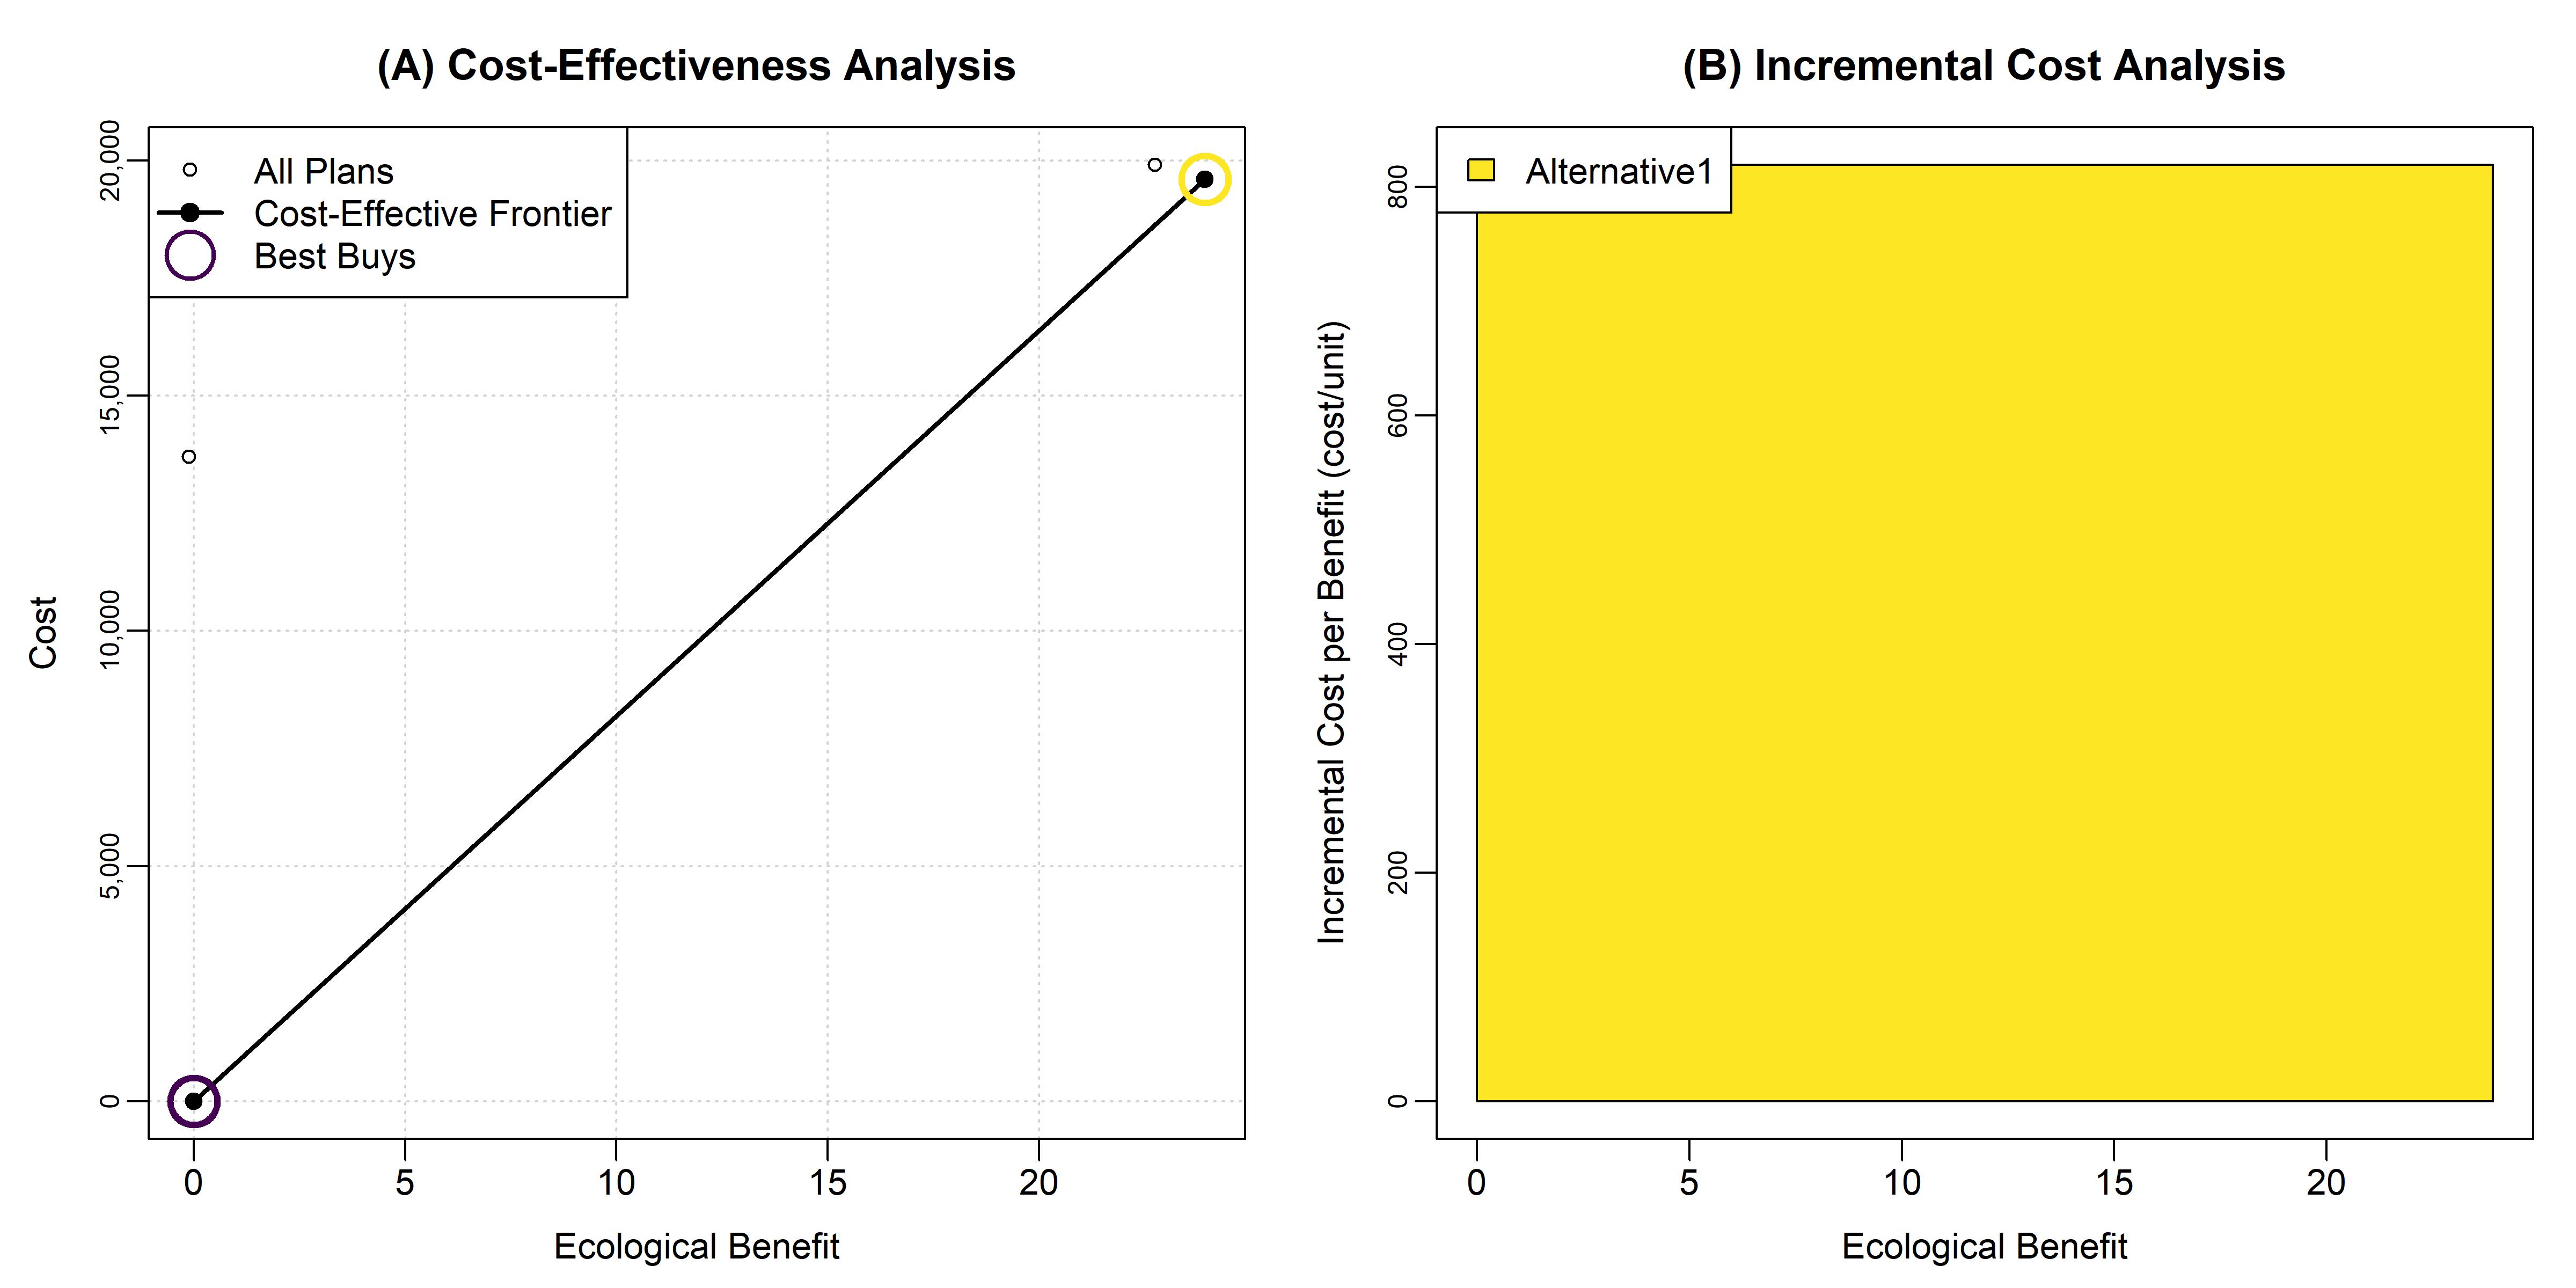 (A) Cost-Effectiveness Analysis
All Plans
Cost-Effective Frontier
Best Buys
Cost
20,000
15,000
10,000
5,000
0
0 5 10 15 20
Ecological Benefit
(B) Incremental Cost Analysis
Alternative1
Incremental Cost per Benefit (cost/unit)
800
600
400
200
0
0 5 10 15 20
Ecological Benefit